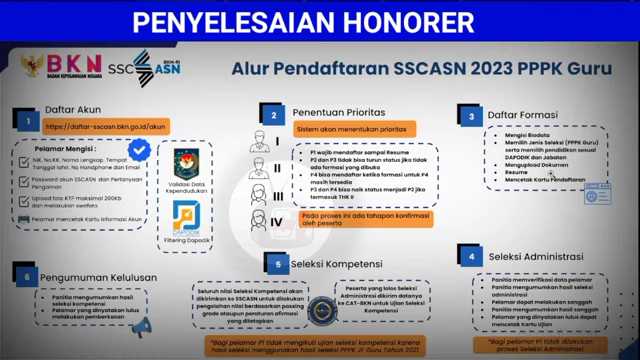 PENYELESAIAN HONORER
BKN
BADAN KEPEGAWAIAN NEGARA
SSCASN
BKN-RI
Alur Pendaftaran SSCASN 2023 PPPK Guru
1
Daftar Akun
https://daftar-sscasn.bkn.go.id/akun
Pelamar Mengisi :
NIK, No.KK, Nama Lengkap, Tempat
Tanggal lahir, No Handphone dan Email
Password akun SSCASN dan Pertanyaan
Pengaman
Upload foto KTP maksimal 200Kb
dan melakukan swafoto
Pelamar mencetak Kartu Informasi Akun
Validasi Data
Kependudukan
DAPODIK
Filtering Dapodik
2
Penentuan Prioritas
Sistem akan menentukan prioritas
I
II
III
IV
P1 wajib mendaftar sampai Resume
P2 dan P3 tidak bisa turun status jika tidak
ada formasi yang dibuka
P4 bisa mendaftar ketika formasi untuk P4
masih tersedia
P3 dan P4 bisa naik status menjadi P2 jika
termasuk THK II
Pada proses ini ada tahapan konfirmasi
oleh peserta
3
Daftar Formasi
Mengisi Biodata
Memilih Jenis Seleksi (PPPK Guru)
serta memilih pendidikan sesuai
DAPODIK dan Jabatan
Mengupload Dokumen
Resume
Mencetak Kartu Pendaftaran
4
Seleksi Administrasi
Panitia memverifikasi data pelamar
Panitia mengumumkan hasil seleksi
administrasi
Pelamar dapat melakukan sanggah
Panitia mengumumkan hasil sanggah
Pelamar yang dinyatakan lulus dapat
mencetak Kartu Ujian
*Bagi pelamar P1 tidak dilakukan
proses Seleksi Administrasi
5
Seleksi Kompetensi
Seluruh nilai Seleksi Kompetensi akan
dikirimkan ke SSCASN untuk dilakukan
pengolahan nilai berdasarkan passing
grade ataupun peraturan afirmasi
yang ditetapkan
Peserta yang lolos Seleksi
Administrasi dikirim datanya
ke CAT-BKN untuk Ujian Seleksi
Kompetensi
*Bagi pelamar P1 tidak mengikuti ujian seleksi kompetensi karena
hasil seleksi menggunakan hasil seleksi PPPK JF Guru Tahun 2021
6
Pengumuman Kelulusan
Panitia mengumumkan hasil
seleksi kompetensi
Pelamar yang dinyatakan lulus
melakukan pemberkasan